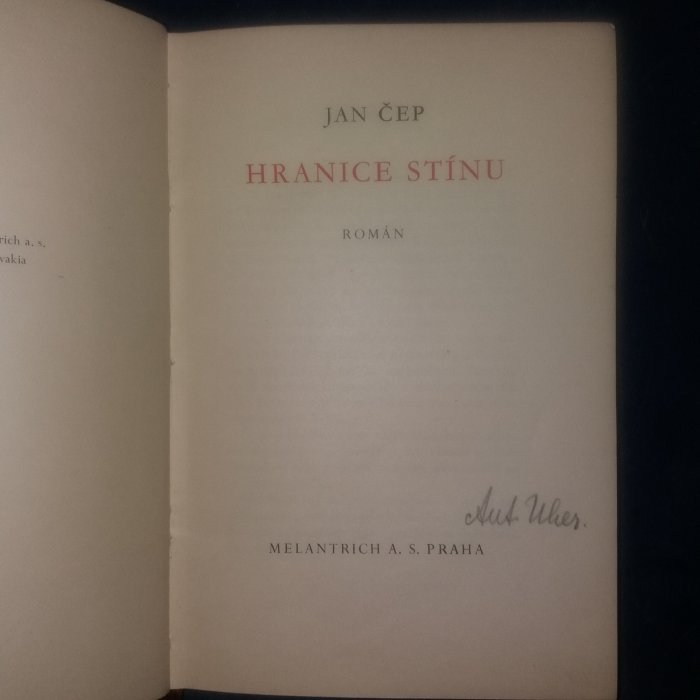 rich a. s.
vakia
JAN ČEP
HRANICE STÍNU
ROMÁN
Ant. Uher.
MELANTRICH A. S. PRAHA